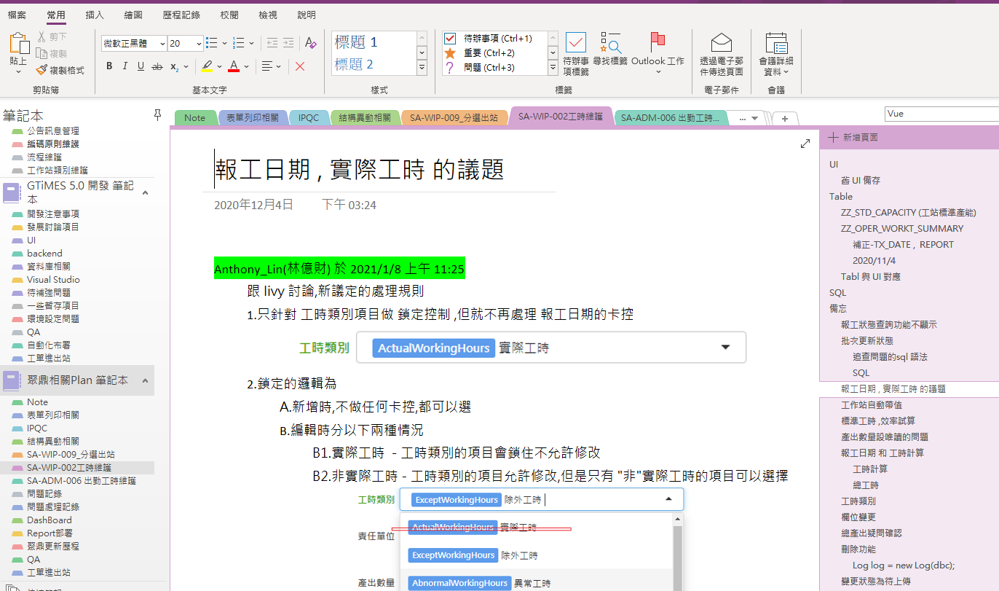 檔案 常用 插入 繪圖 歷程記錄 校閱 檢視 說明
貼上
剪下
複製
複製格式
剪貼簿
微軟正黑體 20
B I U ab x₂ A
基本文字
標題 1
標題 2
樣式
待辦事項 (Ctrl+1)
重要 (Ctrl+2)
問題 (Ctrl+3)
待辦事
項標籤
尋找標籤
Outlook 工作
標籤
透過電子郵
件傳送頁面
電子郵件
會議詳細
資料
會議
筆記本
公告訊息管理
編碼原則維護
流程維護
工作站類別維護
GTiMES 5.0 開發 筆記
本
開發注意事項
發展討論項目
UI
backend
資料庫相關
Visual Studio
待補強問題
一些暫存項目
環境設定問題
QA
自動化布署
工單進出站
聚鼎相關Plan 筆記本
Note
表單列印相關
IPQC
結構異動相關
SA-WIP-009_分選出站
SA-WIP-002工時維護
SA-ADM-006 出勤工時維護
問題記錄
問題處理記錄
DashBoard
Report部署
聚鼎更新歷程
QA
工單進出站
Note 表單列印相關 IPQC 結構異動相關 SA-WIP-009_分選出站 SA-WIP-002工時維護 SA-ADM-006 出勤工時... ... +
Vue
報工日期 , 實際工時 的議題
2020年12月4日 下午 03:24
Anthony_Lin(林億財) 於 2021/1/8 上午 11:25
跟 livy 討論,新議定的處理規則
1.只針對 工時類別項目做 鎖定控制 ,但就不再處理 報工日期的卡控
工時類別 ActualWorkingHours 實際工時
2.鎖定的邏輯為
A.新增時,不做任何卡控,都可以選
B.編輯時分以下兩種情況
B1.實際工時 - 工時類別的項目會鎖住不允許修改
B2.非實際工時 - 工時類別的項目允許修改,但是只有 "非"實際工時的項目可以選擇
工時類別 ExceptWorkingHours 除外工時
ActualWorkingHours 實際工時
責任單位
ExceptWorkingHours 除外工時
產出數量 AbnormalWorkingHours 異常工時
新增頁面
UI
舊 UI 備存
Table
ZZ_STD_CAPACITY (工站標準產能)
ZZ_OPER_WORKT_SUMMARY
補正-TX_DATE , REPORT
2020/11/4
Tabl 與 UI 對應
SQL
備忘
報工狀態查詢功能不顯示
批次更新狀態
追查問題的sql 語法
SQL
報工日期 , 實際工時 的議題
工作站自動帶值
標準工時 ,效率試算
產出數量設唯讀的問題
報工日期 和 工時計算
工時計算
總工時
工時類別
欄位變更
總產出疑問確認
刪除功能
Log log = new Log(dbc);
變更狀態為待上傳